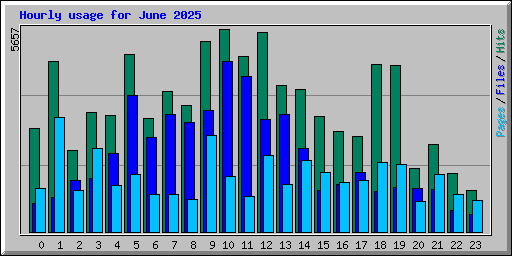 Hourly usage for June 2025
5657
Pages / Files / Hits
0 1 2 3 4 5 6 7 8 9 10 11 12 13 14 15 16 17 18 19 20 21 22 23